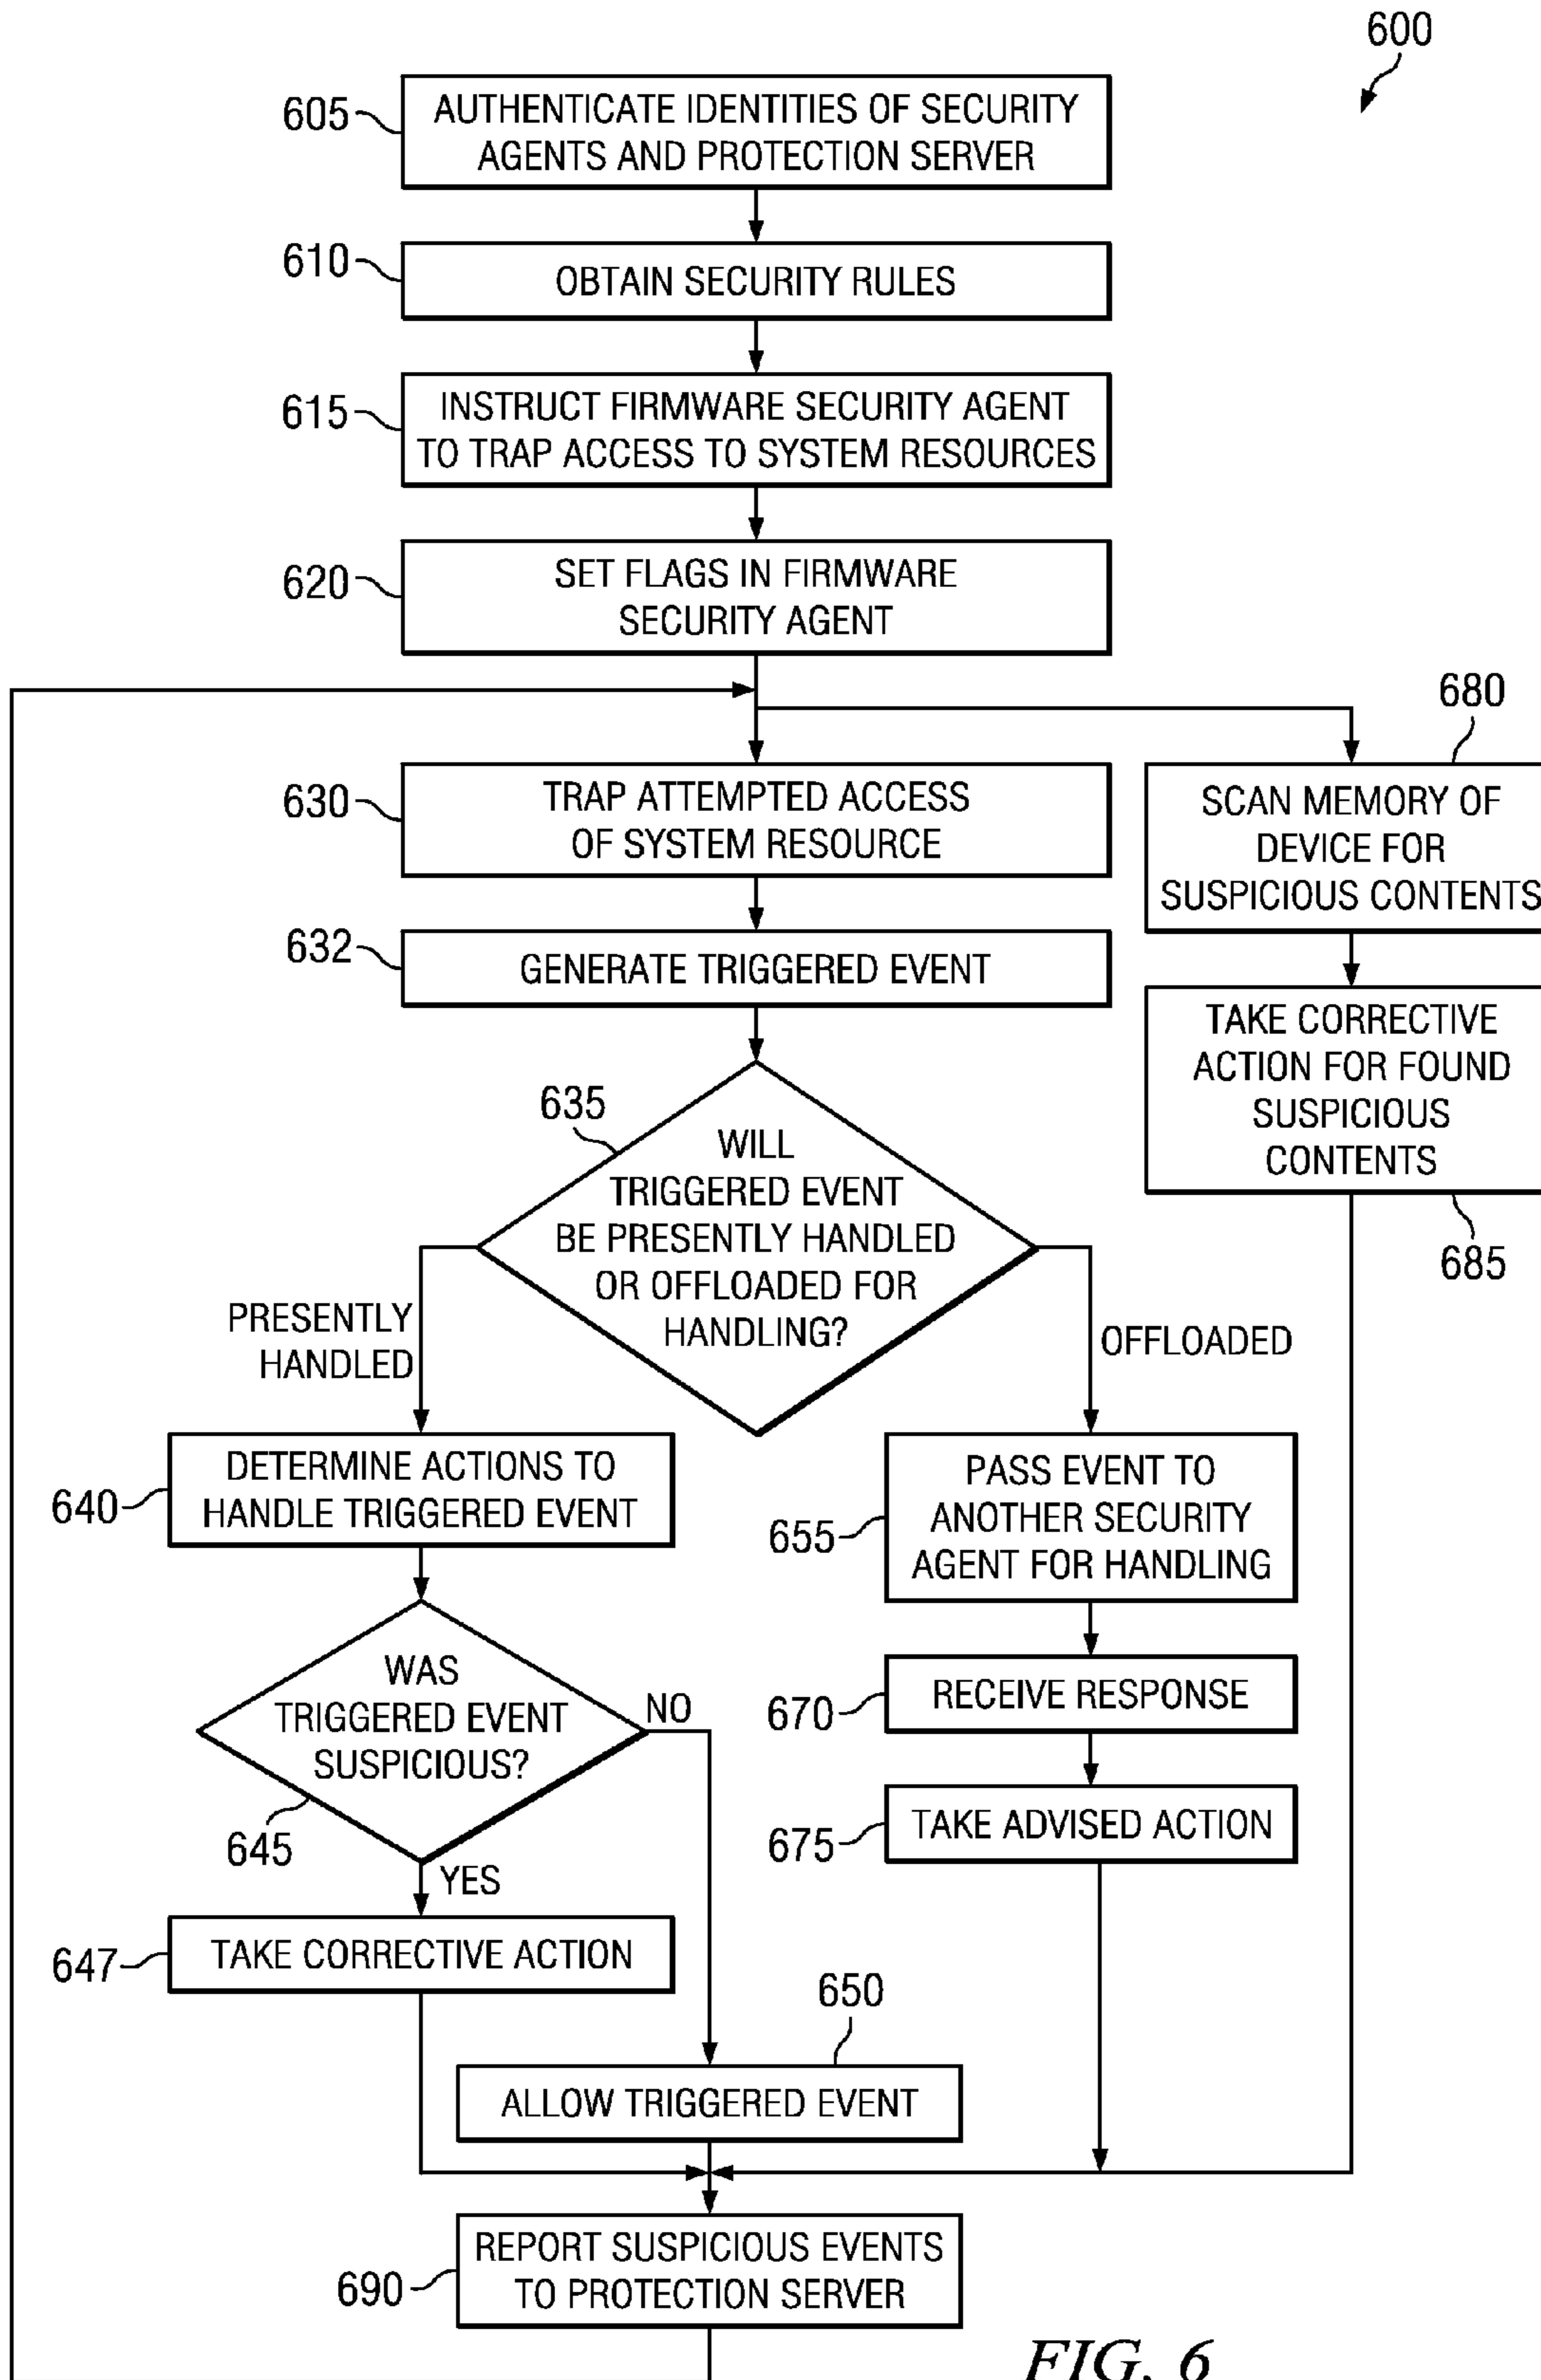 600
605
AUTHENTICATE IDENTITIES OF SECURITY
AGENTS AND PROTECTION SERVER
610
OBTAIN SECURITY RULES
615
INSTRUCT FIRMWARE SECURITY AGENT
TO TRAP ACCESS TO SYSTEM RESOURCES
620
SET FLAGS IN FIRMWARE
SECURITY AGENT
680
630
TRAP ATTEMPTED ACCESS
OF SYSTEM RESOURCE
SCAN MEMORY OF
DEVICE FOR
SUSPICIOUS CONTENTS
632
GENERATE TRIGGERED EVENT
TAKE CORRECTIVE
ACTION FOR FOUND
SUSPICIOUS
CONTENTS
685
635
WILL
TRIGGERED EVENT
BE PRESENTLY HANDLED
OR OFFLOADED FOR
HANDLING?
PRESENTLY
HANDLED
OFFLOADED
640
DETERMINE ACTIONS TO
HANDLE TRIGGERED EVENT
655
PASS EVENT TO
ANOTHER SECURITY
AGENT FOR HANDLING
WAS
TRIGGERED EVENT
SUSPICIOUS?
NO
645
YES
670
RECEIVE RESPONSE
675
TAKE ADVISED ACTION
647
TAKE CORRECTIVE ACTION
650
ALLOW TRIGGERED EVENT
690
REPORT SUSPICIOUS EVENTS
TO PROTECTION SERVER
FIG. 6